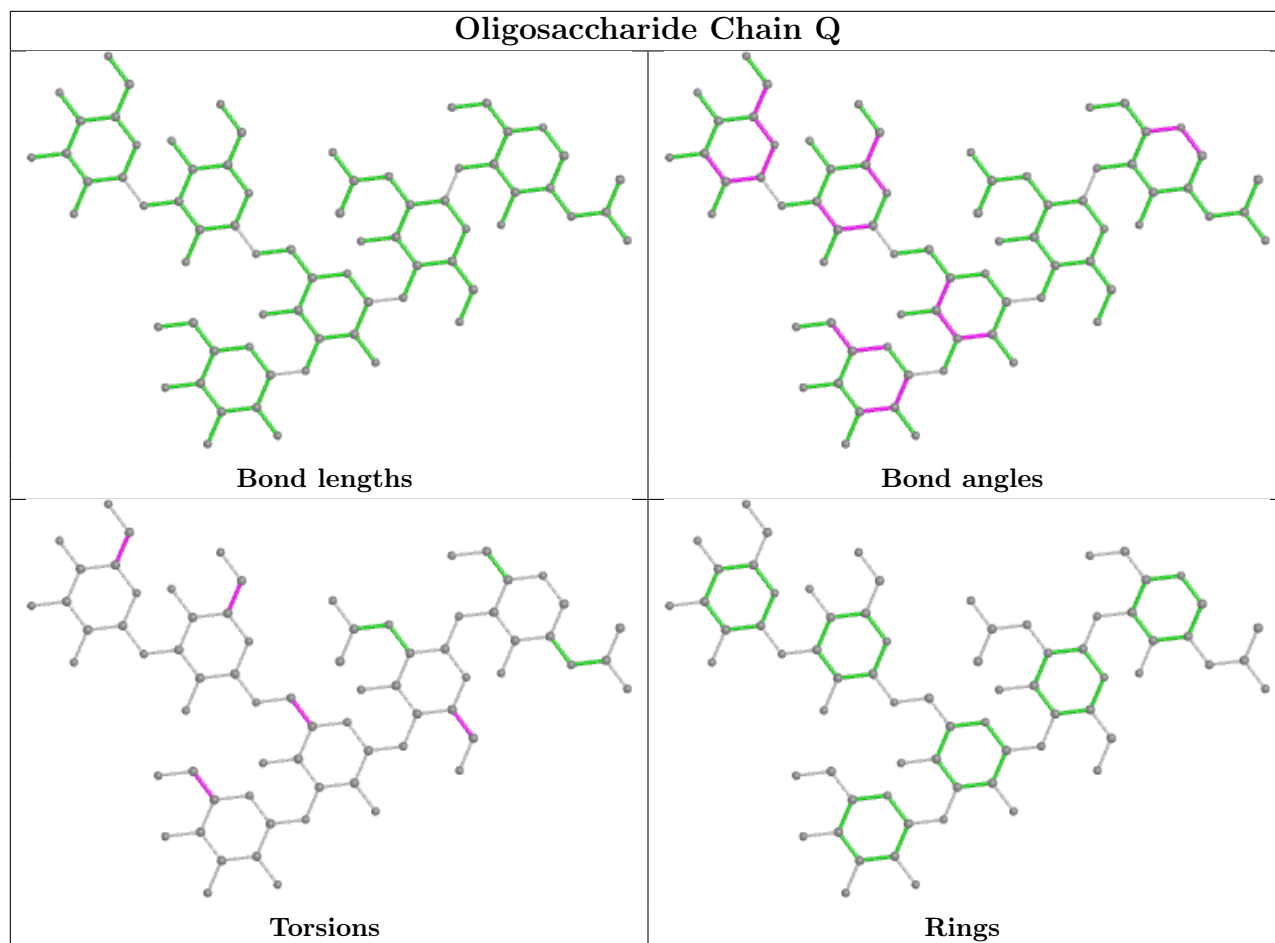 Oligosaccharide Chain Q
Bond lengths
Bond angles
Torsions
Rings